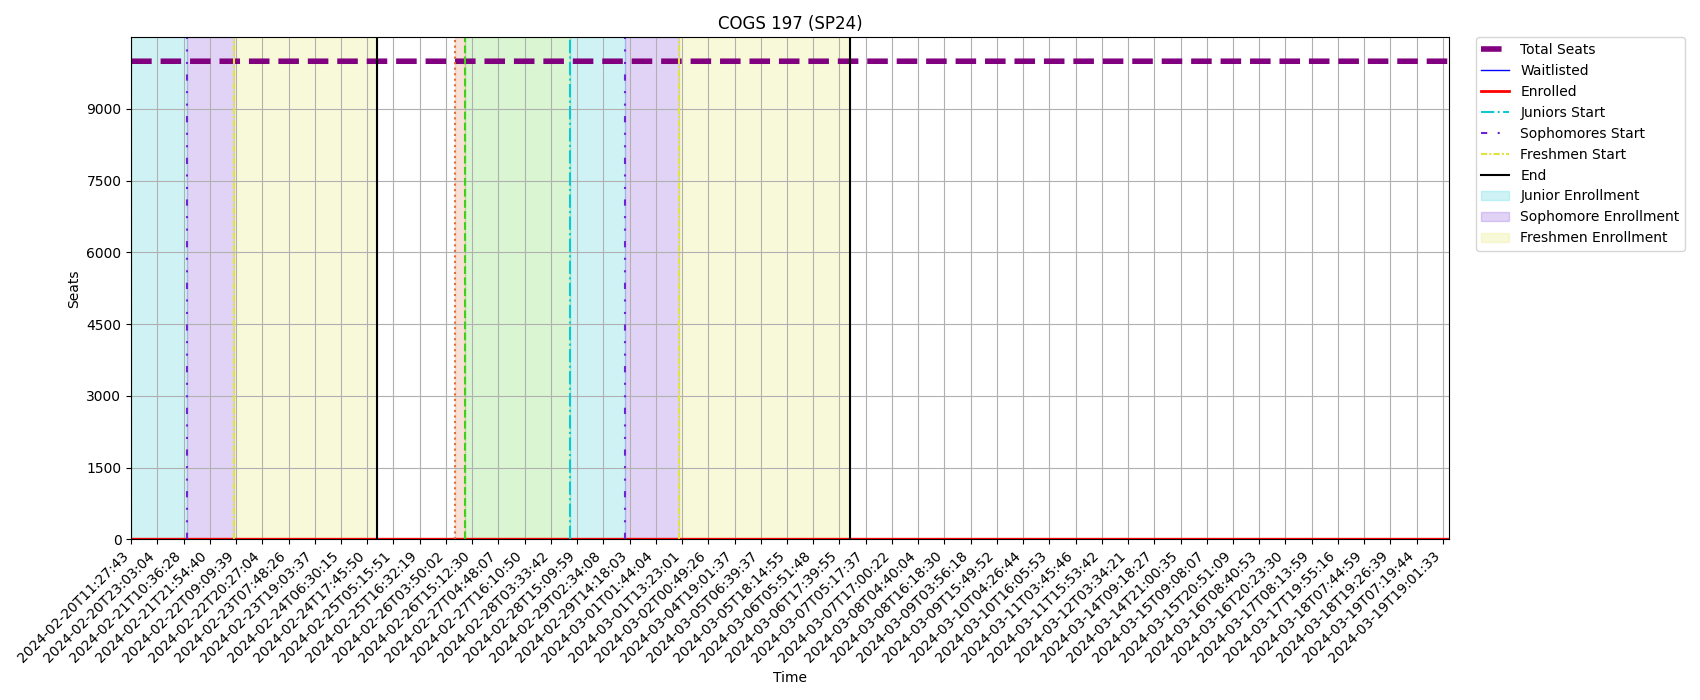 COGS 197 (SP24)
Total Seats
Waitlisted
Enrolled
Juniors Start
Sophomores Start
Freshmen Start
End
Junior Enrollment
Sophomore Enrollment
Freshmen Enrollment
Seats
9000
7500
6000
4500
3000
1500
0
2024-02-20T11:27:43
2024-02-20T23:03:04
2024-02-21T10:36:28
2024-02-21T21:54:40
2024-02-22T09:09:39
2024-02-22T20:27:04
2024-02-23T07:48:26
2024-02-23T19:03:37
2024-02-24T06:30:15
2024-02-24T17:45:50
2024-02-25T05:15:51
2024-02-25T16:32:19
2024-02-26T03:50:02
2024-02-26T15:12:30
2024-02-27T04:48:07
2024-02-27T16:10:50
2024-02-28T03:33:42
2024-02-28T15:09:59
2024-02-29T02:34:08
2024-02-29T14:18:03
2024-03-01T01:44:04
2024-03-01T13:23:01
2024-03-02T00:49:26
2024-03-04T19:01:37
2024-03-05T06:39:37
2024-03-05T18:14:55
2024-03-06T05:51:48
2024-03-06T17:39:55
2024-03-07T05:17:37
2024-03-07T17:00:22
2024-03-08T04:40:04
2024-03-08T16:18:30
2024-03-09T03:56:18
2024-03-09T15:49:52
2024-03-10T04:26:44
2024-03-10T16:05:53
2024-03-11T03:45:46
2024-03-11T15:53:42
2024-03-12T03:34:21
2024-03-14T09:18:27
2024-03-14T21:00:35
2024-03-15T09:08:07
2024-03-15T20:51:09
2024-03-16T08:40:53
2024-03-16T20:23:30
2024-03-17T08:13:59
2024-03-17T19:55:16
2024-03-18T07:44:59
2024-03-18T19:26:39
2024-03-19T07:19:44
2024-03-19T19:01:33
Time